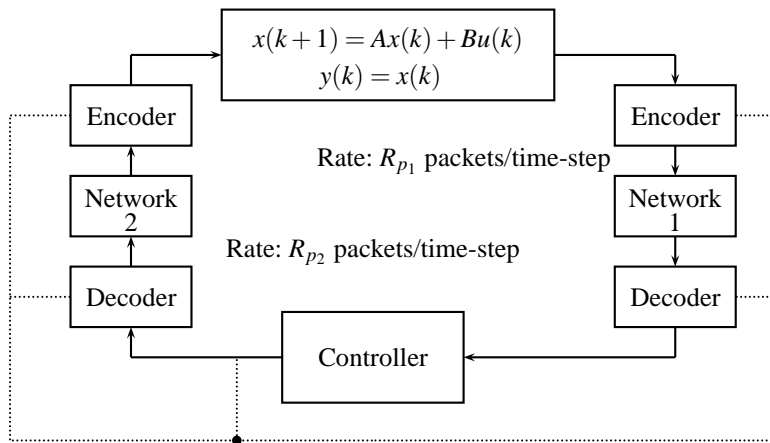 x(k+1) = Ax(k) + Bu(k)
y(k) = x(k)
Encoder
Encoder
Rate: R_{p_1} packets/time-step
Network
2
Network
1
Rate: R_{p_2} packets/time-step
Decoder
Decoder
Controller